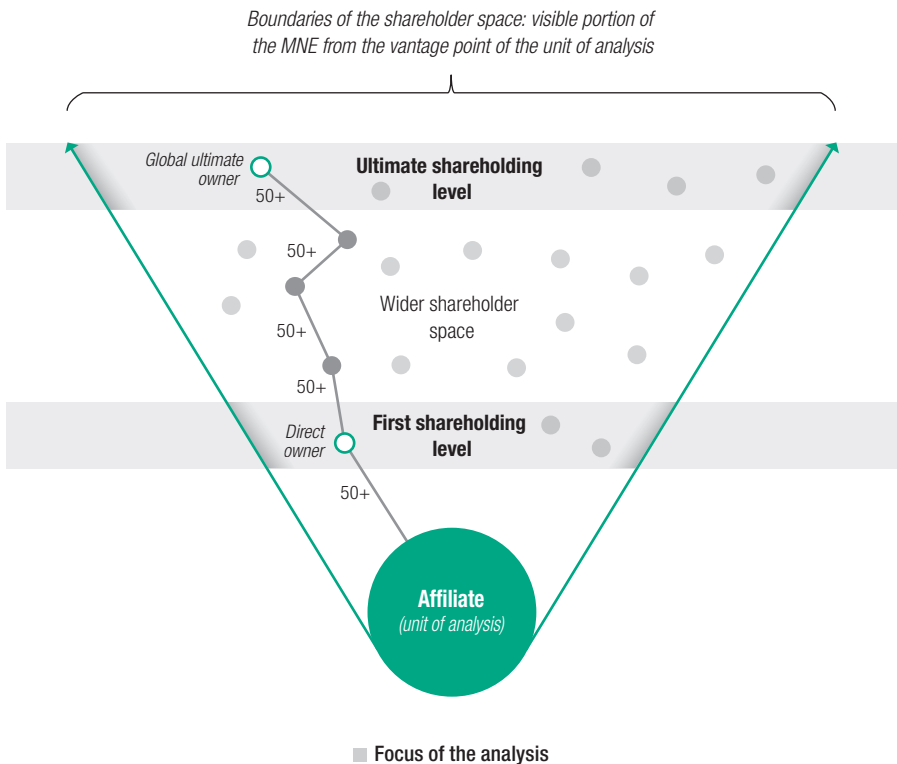 Boundaries of the shareholder space: visible portion of
the MNE from the vantage point of the unit of analysis
Global ultimate
owner
Ultimate shareholding
level
50+
50+
Wider shareholder
space
50+
50+
Direct
owner
First shareholding
level
50+
Affiliate
(unit of analysis)
Focus of the analysis